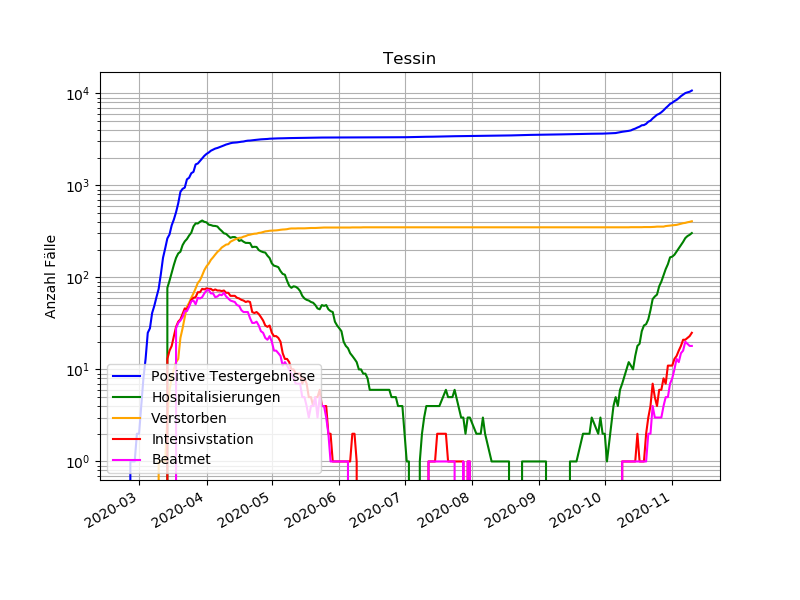 Tessin
Anzahl Fälle
10⁴
10³
10²
10¹
10⁰
Positive Testergebnisse
Hospitalisierungen
Verstorben
Intensivstation
Beatmet
2020-03
2020-04
2020-05
2020-06
2020-07
2020-08
2020-09
2020-10
2020-11